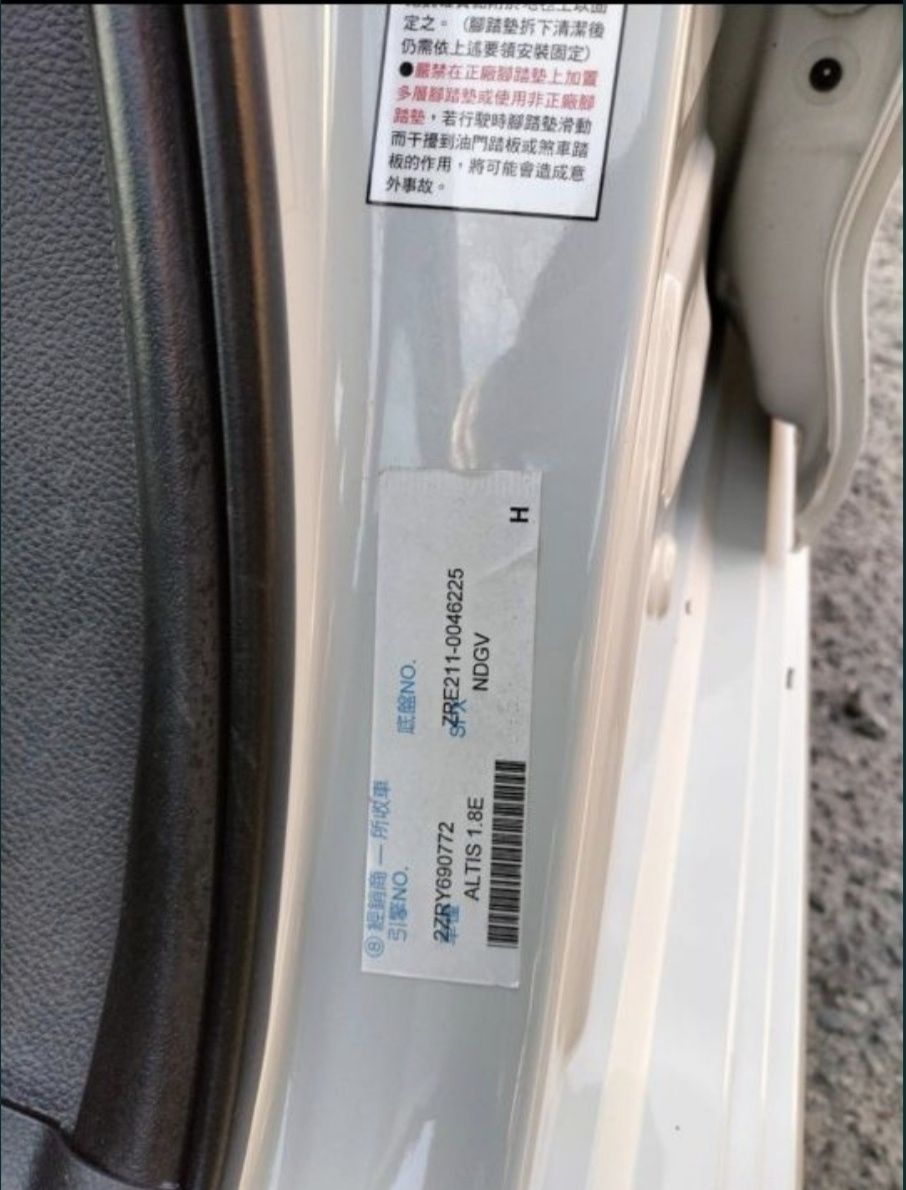 定之。（腳踏墊拆下清潔後
仍需依上述要領安裝固定）
●嚴禁在正廠腳踏墊上加置
多層腳踏墊或使用非正廠腳
踏墊，若行駛時腳踏墊滑動
而干擾到油門踏板或煞車踏
板的作用，將可能會造成意
外事故。
H
⑧ 經銷商 — 所收車
引擎NO. 底盤NO.
2ZRY690772 ZRE211-0046225
車種 SFX
ALTIS 1.8E NDGV